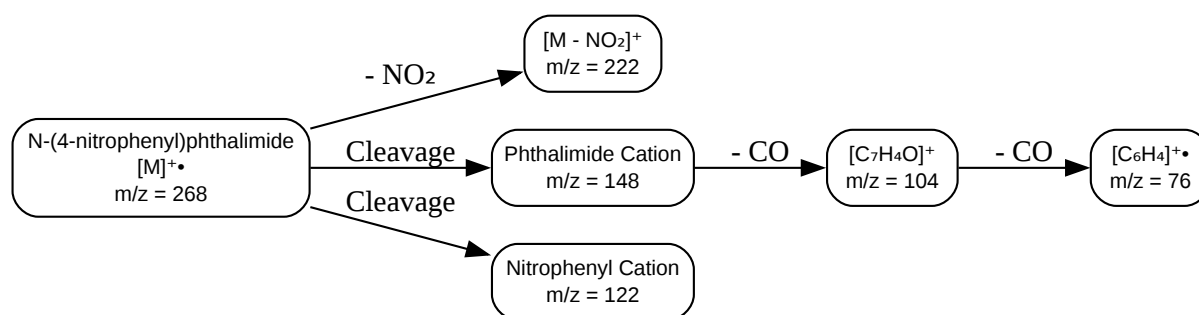 [M - NO₂]⁺
m/z = 222
- NO₂
N-(4-nitrophenyl)phthalimide
[M]⁺•
m/z = 268
Cleavage
Phthalimide Cation
m/z = 148
- CO
[C₇H₄O]⁺
m/z = 104
- CO
[C₆H₄]⁺•
m/z = 76
Cleavage
Nitrophenyl Cation
m/z = 122